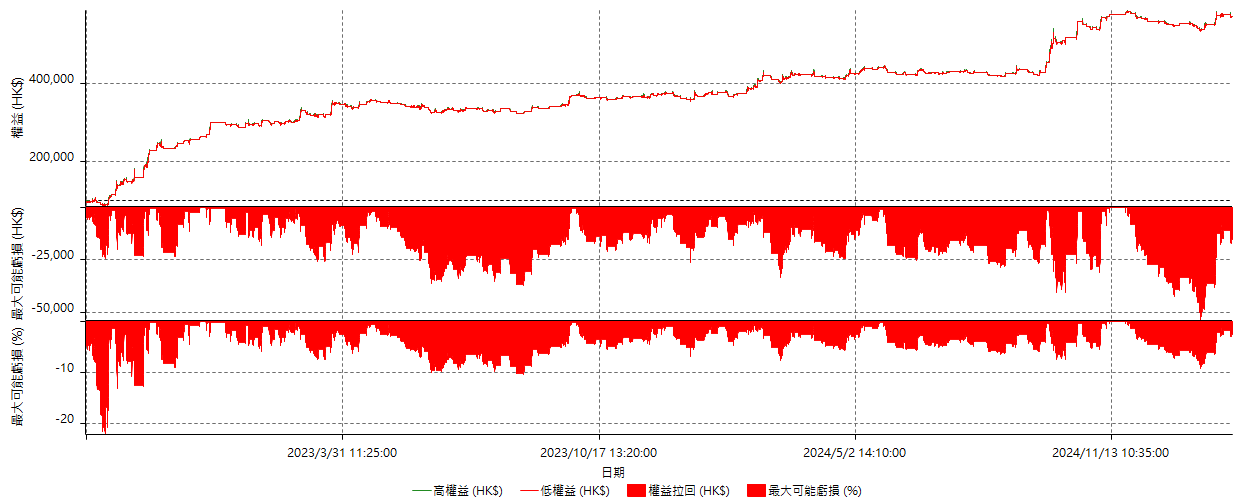 權益 (HK$)
400,000
200,000
最大可能虧損 (HK$)
-25,000
-50,000
最大可能虧損 (%)
-10
-20
2023/3/31 11:25:00
2023/10/17 13:20:00
2024/5/2 14:10:00
2024/11/13 10:35:00
日期
高權益 (HK$) 低權益 (HK$) 權益拉回 (HK$) 最大可能虧損 (%)